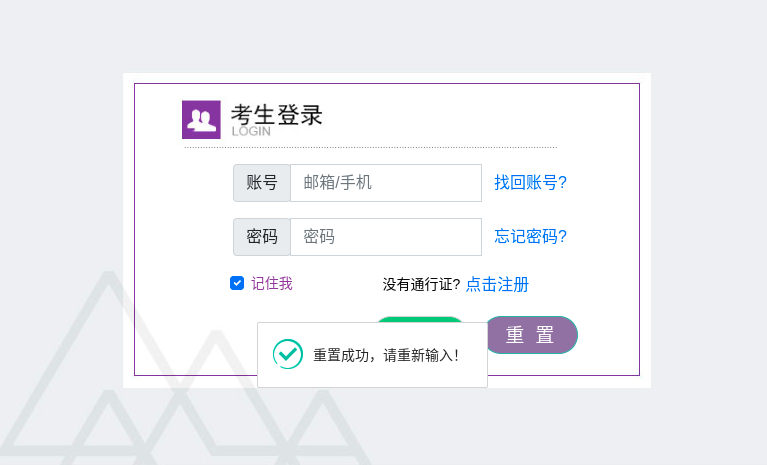 考生登录
LOGIN
账号 邮箱/手机 找回账号?
密码 密码 忘记密码?
记住我 没有通行证? 点击注册
重 置
重置成功，请重新输入!